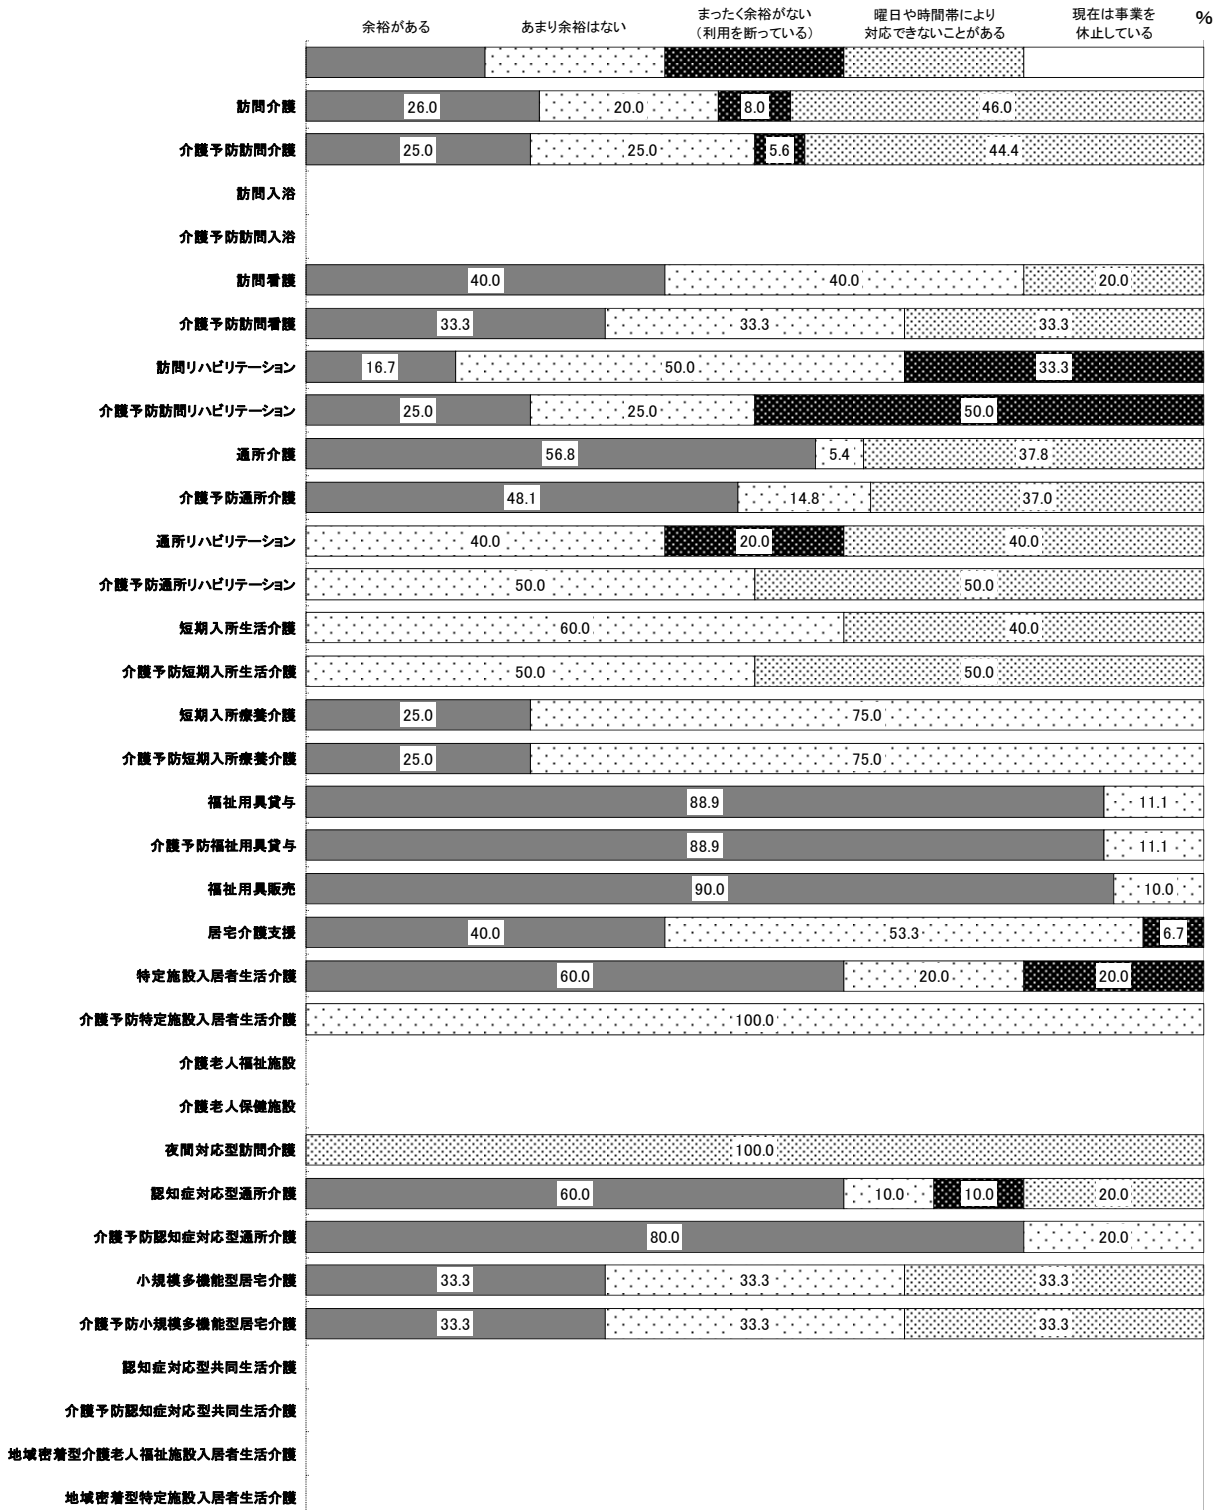 余裕がある
あまり余裕はない
まったく余裕がない
（利用を断っている）
曜日や時間帯により
対応できないことがある
現在は事業を
休止している
%
訪問介護 26.0 20.0 8.0 46.0
介護予防訪問介護 25.0 25.0 5.6 44.4
訪問入浴
介護予防訪問入浴
訪問看護 40.0 40.0 20.0
介護予防訪問看護 33.3 33.3 33.3
訪問リハビリテーション 16.7 50.0 33.3
介護予防訪問リハビリテーション 25.0 25.0 50.0
通所介護 56.8 5.4 37.8
介護予防通所介護 48.1 14.8 37.0
通所リハビリテーション 40.0 20.0 40.0
介護予防通所リハビリテーション 50.0 50.0
短期入所生活介護 60.0 40.0
介護予防短期入所生活介護 50.0 50.0
短期入所療養介護 25.0 75.0
介護予防短期入所療養介護 25.0 75.0
福祉用具貸与 88.9 11.1
介護予防福祉用具貸与 88.9 11.1
福祉用具販売 90.0 10.0
居宅介護支援 40.0 53.3 6.7
特定施設入居者生活介護 60.0 20.0 20.0
介護予防特定施設入居者生活介護 100.0
介護老人福祉施設
介護老人保健施設
夜間対応型訪問介護 100.0
認知症対応型通所介護 60.0 10.0 10.0 20.0
介護予防認知症対応型通所介護 80.0 20.0
小規模多機能型居宅介護 33.3 33.3 33.3
介護予防小規模多機能型居宅介護 33.3 33.3 33.3
認知症対応型共同生活介護
介護予防認知症対応型共同生活介護
地域密着型介護老人福祉施設入居者生活介護
地域密着型特定施設入居者生活介護